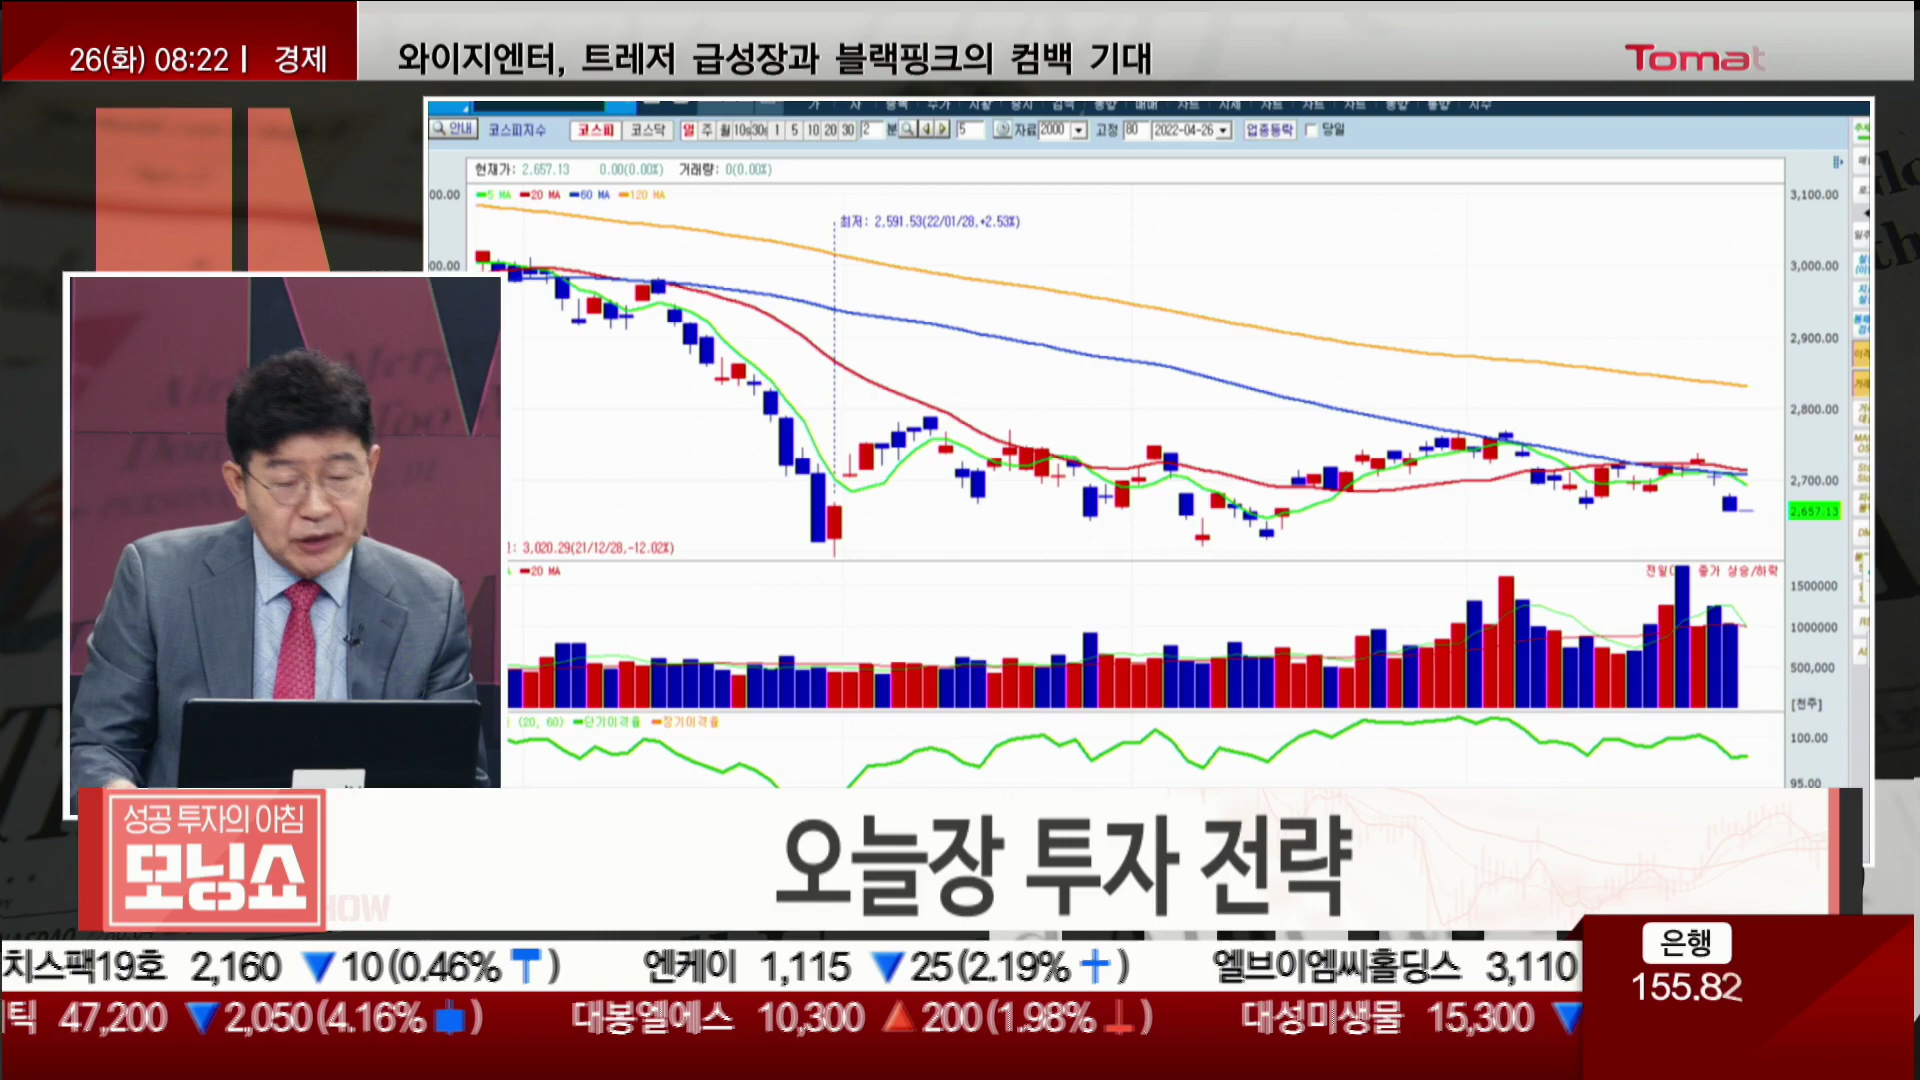 26(화) 08:22 | 경제
와이지엔터, 트레저 급성장과 블랙핑크의 컴백 기대
Tomat
안내 코스피지수 코스피 코스닥 일 주 월 10s 30s 1 5 10 20 30 2 분 5 자료 2000 고정 80 2022-04-26 업종등락 당일
현재가: 2,657.13 0.00(0.00%) 거래량: 0(0.00%)
5 MA 20 MA 60 MA 120 MA
최저: 2,591.53(22/01/28,+2.53%)
00.00
00.00
3,100.00
3,000.00
2,900.00
2,800.00
2,700.00
2,657.13
3,020.29(21/12/28,-12.02%)
20 MA
종가 상승/하락
1500000
1000000
500,000
[천주]
(20, 60) 단기이격율 장기이격율
100.00
95.00
성공 투자의 아침
모닝쇼
HOW
오늘장 투자 전략
치스팩19호 2,160 ▼10(0.46% ) 엔케이 1,115 ▼25(2.19% ) 엘브이엠씨홀딩스 3,110
틱 47,200 ▼2,050(4.16% ) 대봉엘에스 10,300 ▲200(1.98% ) 대성미생물 15,300 ▼
은행
155.82